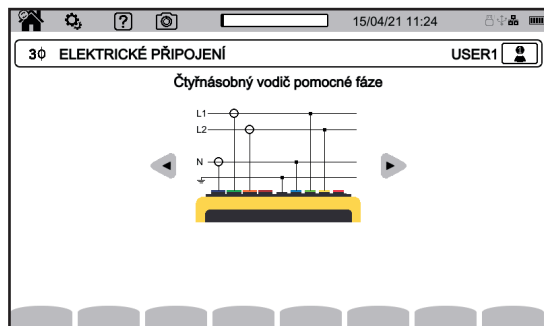 15/04/21 11:24
3Φ ELEKTRICKÉ PŘIPOJENÍ USER1
Čtyřnásobný vodič pomocné fáze
L1
L2
N